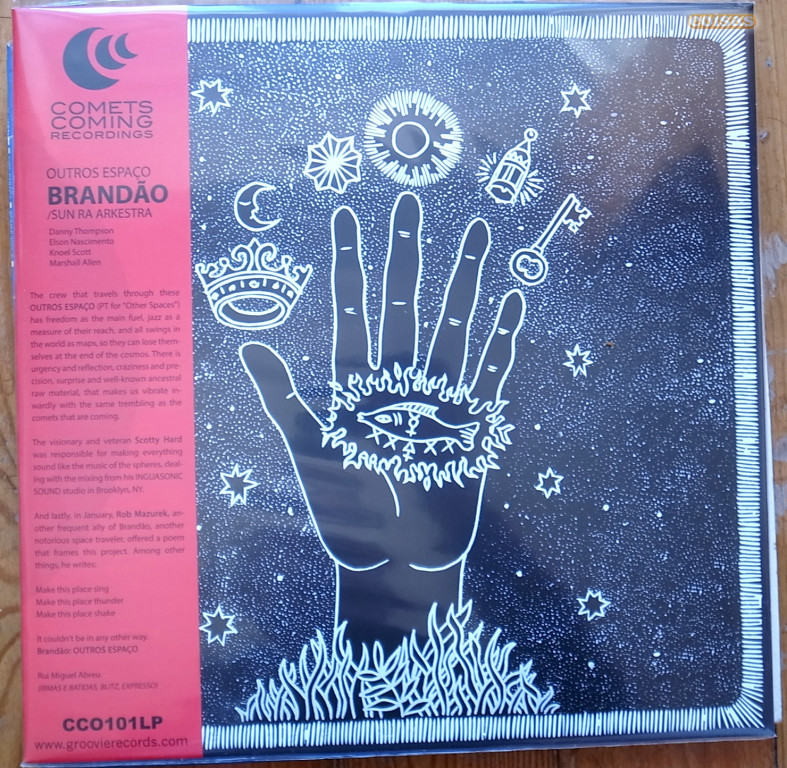 COMETS
COMING
RECORDINGS
OUTROS ESPAÇO
BRANDÃO
/SUN RA ARKESTRA
Danny Thompson
Elson Nascimento
Knoel Scott
Marshall Allen
The crew that travels through these
OUTROS ESPAÇO (PT for "Other Spaces")
has freedom as the main fuel, jazz as a
measure of their reach, and all swings in
the world as maps, so they can lose them-
selves at the end of the cosmos. There is
urgency and reflection, craziness and pre-
cision, surprise and well-known ancestral
raw material, that makes us vibrate in-
wardly with the same trembling as the
comets that are coming.
The visionary and veteran Scotty Hard
was responsible for making everything
sound like the music of the spheres, deal-
ing with the mixing from his INGUASONIC
SOUND studio in Brooklyn, NY.
And lastly, in January, Rob Mazurek, an-
other frequent ally of Brandão, another
notorious space traveler, offered a poem
that frames this project. Among other
things, he writes:
Make this place sing
Make this place thunder
Make this place shake
It couldn't be in any other way.
Brandão: OUTROS ESPAÇO
Rui Miguel Abreu
(RIMAS E BATIDAS, BLITZ, EXPRESSO)
CCO101LP
www.groovierecords.com